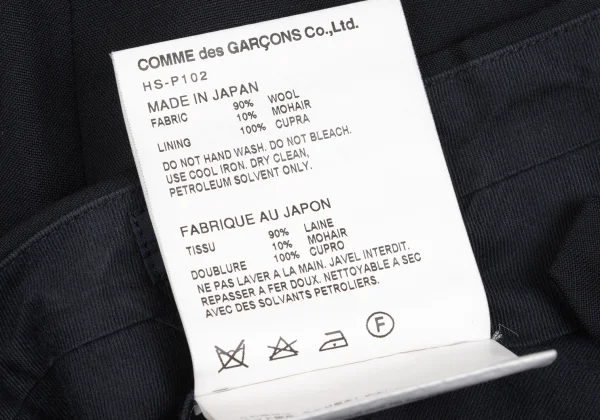 COMME des GARÇONS Co.,Ltd.
HS-P102
MADE IN JAPAN
FABRIC 90% WOOL
10% MOHAIR
LINING 100% CUPRA
DO NOT HAND WASH. DO NOT BLEACH.
USE COOL IRON. DRY CLEAN,
PETROLEUM SOLVENT ONLY.
FABRIQUE AU JAPON
TISSU 90% LAINE
10% MOHAIR
DOUBLURE 100% CUPRO
NE PAS LAVER A LA MAIN. JAVEL INTERDIT.
REPASSER A FER DOUX. NETTOYABLE A SEC
AVEC DES SOLVANTS PETROLIERS.
F